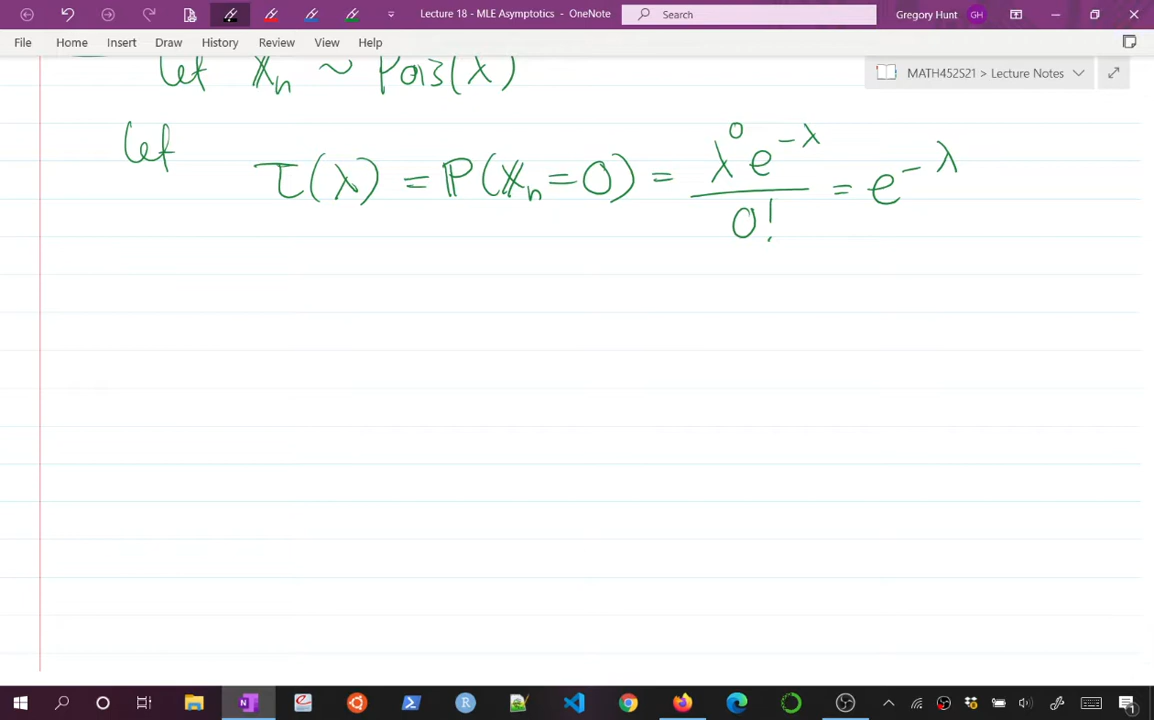 Lecture 18 - MLE Asymptotics - OneNote
Search
Gregory Hunt GH
File Home Insert Draw History Review View Help
MATH452S21 > Lecture Notes
Let Xₙ ~ Pois(λ)
Let
τ(λ) = ℙ(Xₙ = 0) = λ⁰e^{-λ} / 0! = e^{-λ}